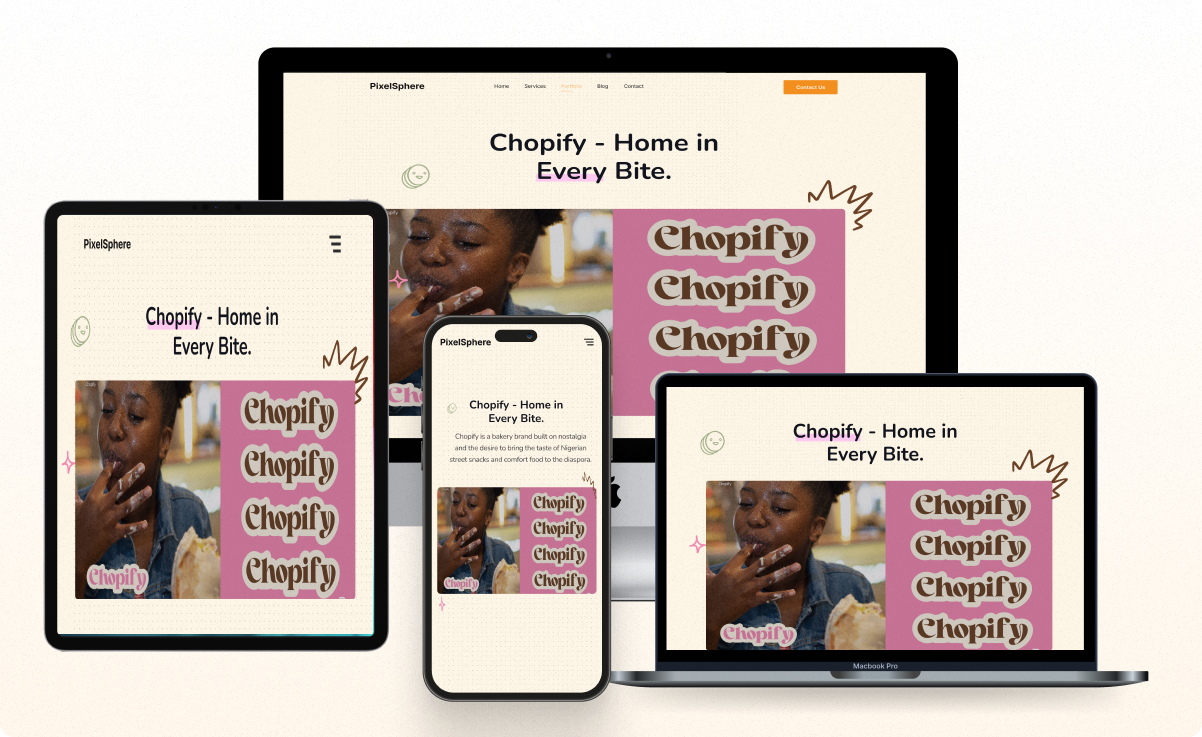 PixelSphere
Home Services Portfolio Blog Contact
Contact Us
Chopify - Home in
Every Bite.
Chopify
Chopify
Chopify
Chopify
PixelSphere
Chopify - Home in
Every Bite.
Chopify
Chopify
Chopify
Chopify
Chopify
Chopify
PixelSphere
Chopify - Home in
Every Bite.
Chopify is a bakery brand built on nostalgia
and the desire to bring the taste of Nigerian
street snacks and comfort food to the diaspora.
Chopify
Chopify
Chopify
Chopify
Chopify
Chopify - Home in
Every Bite.
Chopify
Chopify
Chopify
Chopify
Chopify
Chopify
Macbook Pro